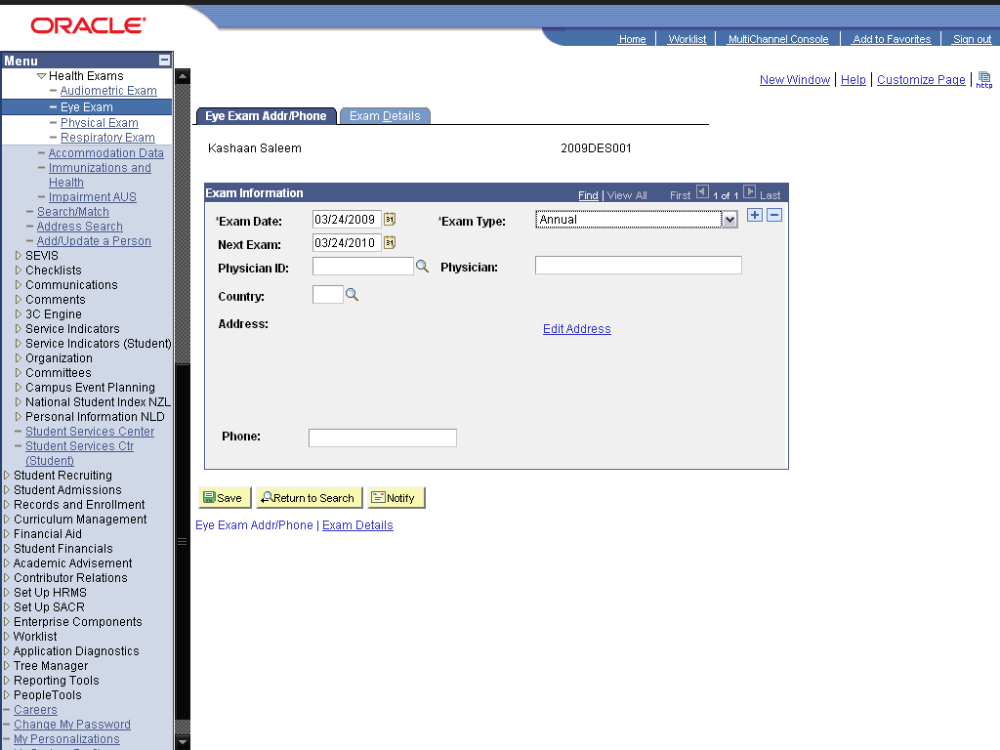 ORACLE®
Home
Worklist
MultiChannel Console
Add to Favorites
Sign out
Menu
Health Exams
Audiometric Exam
Eye Exam
Physical Exam
Respiratory Exam
Accommodation Data
Immunizations and
Health
Impairment AUS
Search/Match
Address Search
Add/Update a Person
SEVIS
Checklists
Communications
Comments
3C Engine
Service Indicators
Service Indicators (Student)
Organization
Committees
Campus Event Planning
National Student Index NZL
Personal Information NLD
Student Services Center
Student Services Ctr
(Student)
Student Recruiting
Student Admissions
Records and Enrollment
Curriculum Management
Financial Aid
Student Financials
Academic Advisement
Contributor Relations
Set Up HRMS
Set Up SACR
Enterprise Components
Worklist
Application Diagnostics
Tree Manager
Reporting Tools
PeopleTools
Careers
Change My Password
My Personalizations
New Window | Help | Customize Page | http
Eye Exam Addr/Phone
Exam Details
Kashaan Saleem 2009DES001
Exam Information Find | View All First 1 of 1 Last
*Exam Date: 03/24/2009 31 *Exam Type: Annual
Next Exam: 03/24/2010 31
Physician ID: Physician:
Country:
Address: Edit Address
Phone:
Save
Return to Search
Notify
Eye Exam Addr/Phone | Exam Details